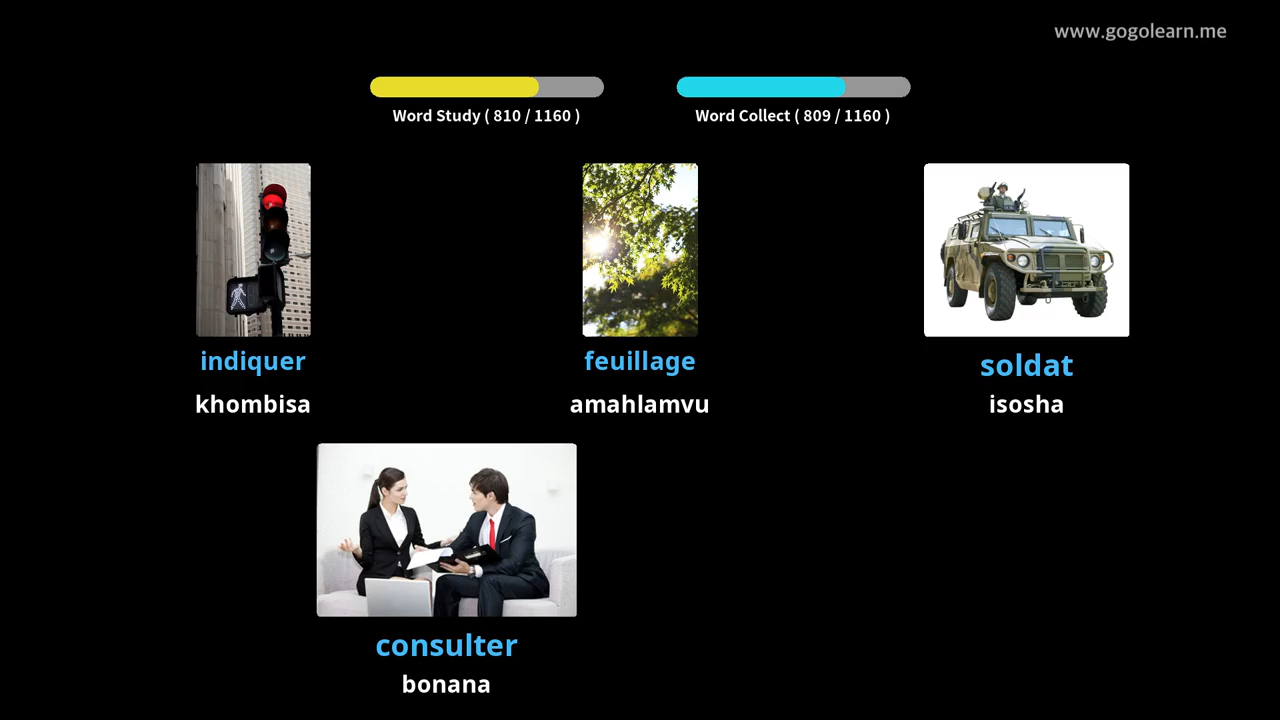 www.gogolearn.me
Word Study ( 810 / 1160 )
Word Collect ( 809 / 1160 )
indiquer
khombisa
feuillage
amahlamvu
soldat
isosha
consulter
bonana